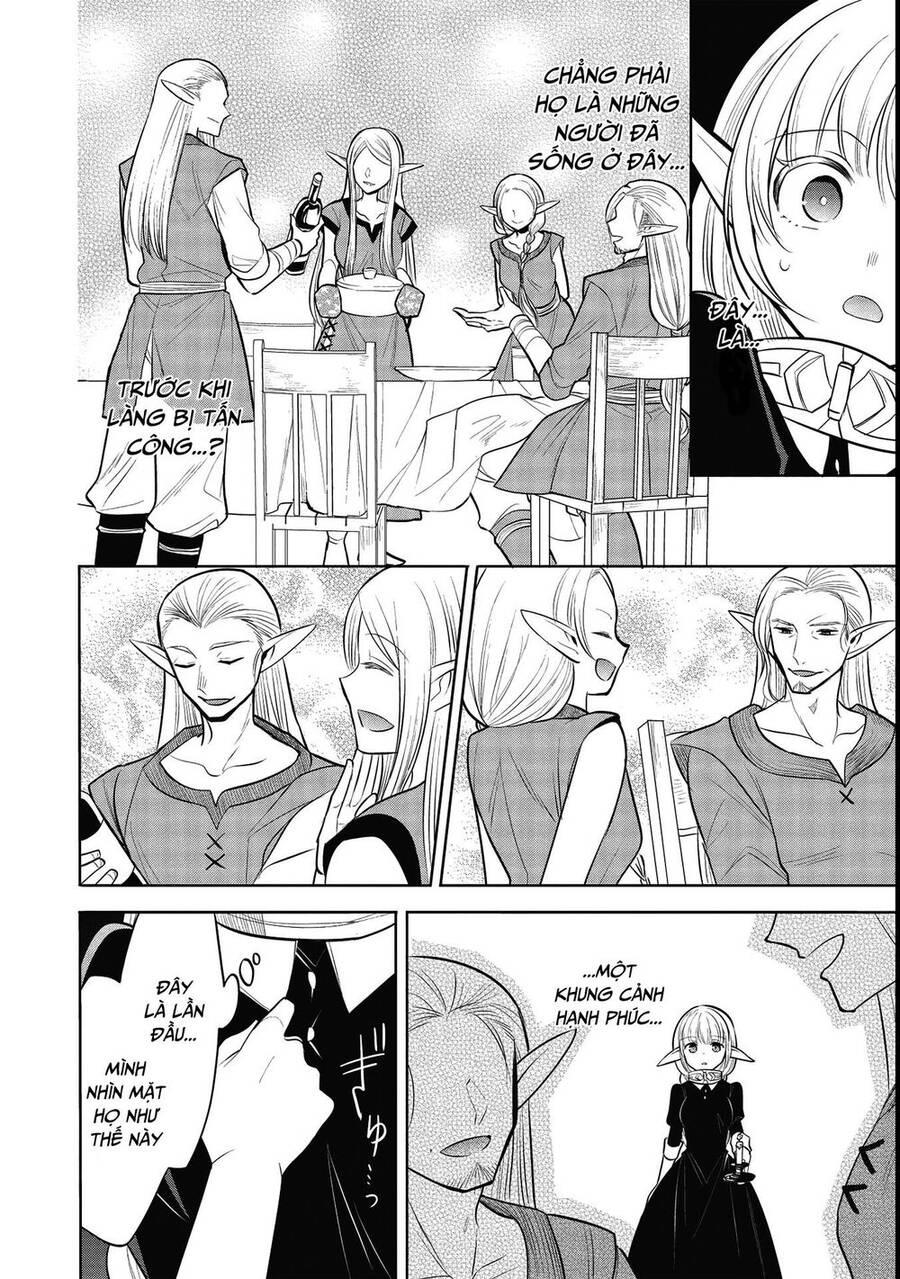 ĐÂY...
LÀ...
CHẲNG PHẢI
HỌ LÀ NHỮNG
NGƯỜI ĐÃ
SỐNG Ở ĐÂY...
TRƯỚC KHI
LÀNG BỊ TẤN
CÔNG...?
...MỘT
KHUNG CẢNH
HẠNH PHÚC...
ぎゅ...
ĐÂY
LÀ LẦN
ĐẦU...
MÌNH
NHÌN MẶT
HỌ NHƯ
THẾ NÀY